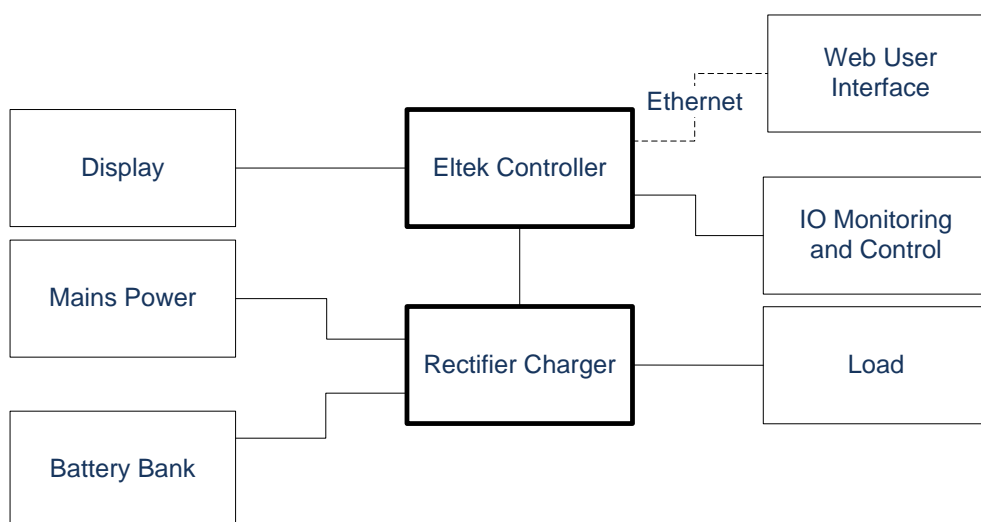 Web User
Interface
Ethernet
Display
Eltek Controller
IO Monitoring
and Control
Mains Power
Rectifier Charger
Load
Battery Bank